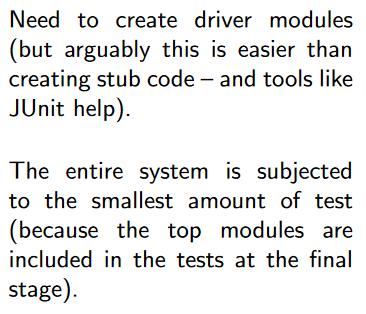 Need to create driver modules
(but arguably this is easier than
creating stub code – and tools like
JUnit help).
The entire system is subjected
to the smallest amount of test
(because the top modules are
included in the tests at the final
stage).